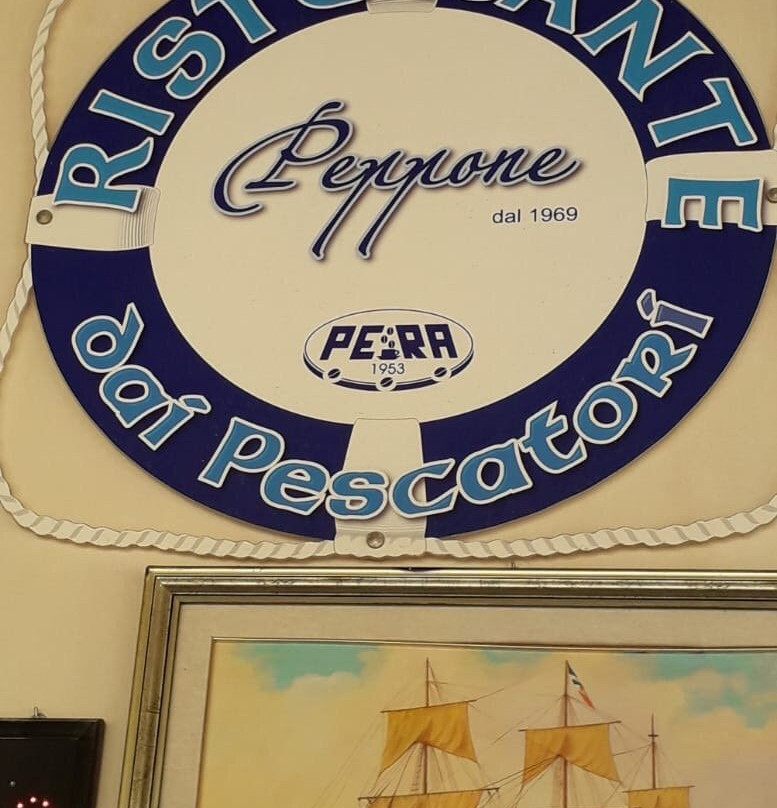 RISTORANTE
Peppone
dal 1969
PERA
1953
dai Pescatori